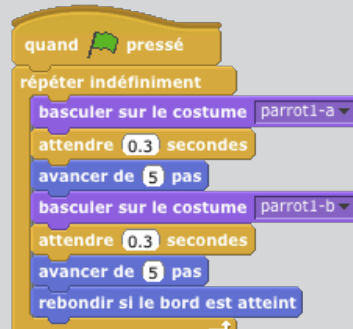 quand pressé
répéter indéfiniment
basculer sur le costume parrot1-a
attendre 0.3 secondes
avancer de 5 pas
basculer sur le costume parrot1-b
attendre 0.3 secondes
avancer de 5 pas
rebondir si le bord est atteint